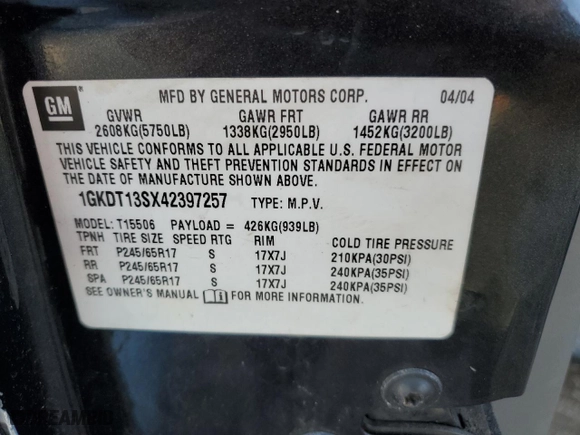 GM
MFD BY GENERAL MOTORS CORP. 04/04
GVWR GAWR FRT GAWR RR
2608KG(5750LB) 1338KG(2950LB) 1452KG(3200LB)
THIS VEHICLE CONFORMS TO ALL APPLICABLE U.S. FEDERAL MOTOR
VEHICLE SAFETY AND THEFT PREVENTION STANDARDS IN EFFECT ON
THE DATE OF MANUFACTURE SHOWN ABOVE.
1GKDT13SX42397257 TYPE: M.P.V.
MODEL: T15506 PAYLOAD = 426KG(939LB)
TPNH TIRE SIZE SPEED RTG RIM COLD TIRE PRESSURE
FRT P245/65R17 S 17X7J 210KPA(30PSI)
RR P245/65R17 S 17X7J 240KPA(35PSI)
SPA P245/65R17 S 17X7J 240KPA(35PSI)
SEE OWNER'S MANUAL FOR MORE INFORMATION.